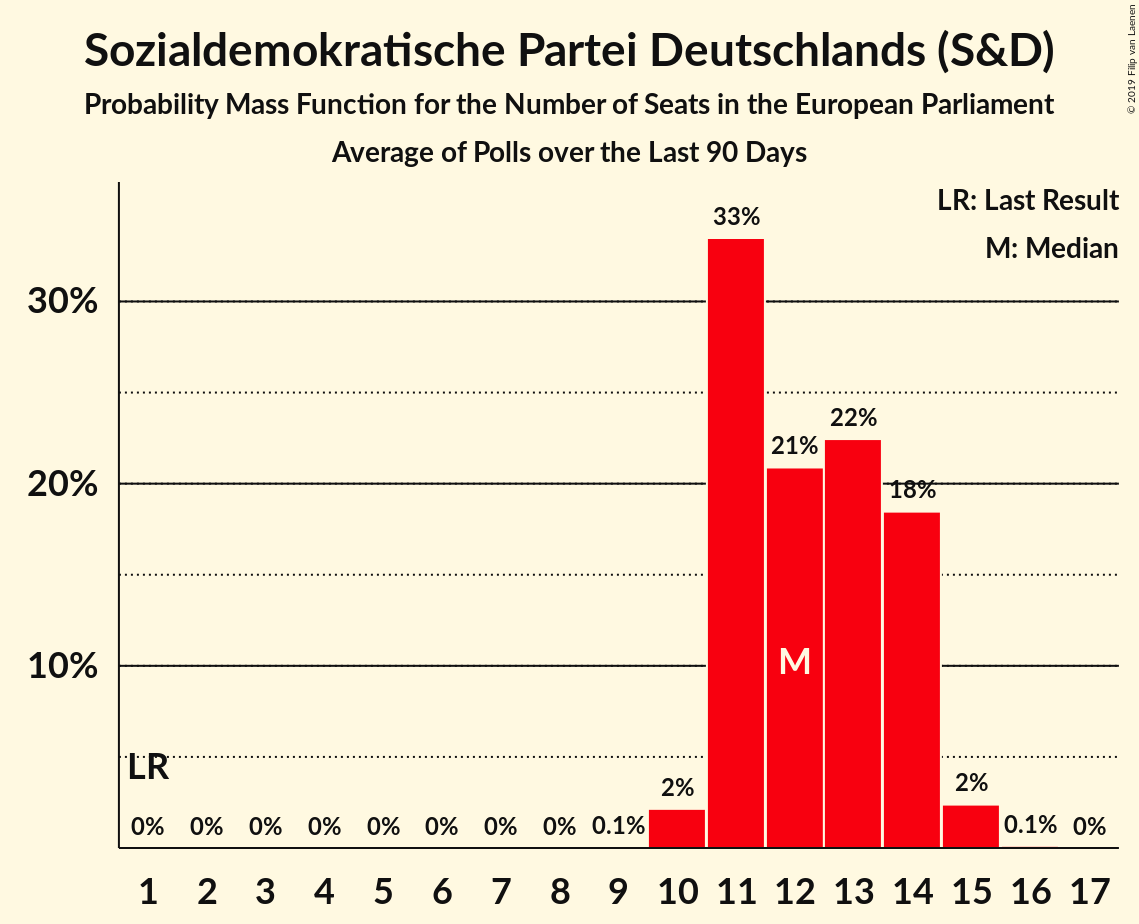 Sozialdemokratische Partei Deutschlands (S&D)
Probability Mass Function for the Number of Seats in the European Parliament
Average of Polls over the Last 90 Days
© 2019 Filip van Laenen
LR: Last Result
M: Median
30%
20%
10%
33%
21%
22%
18%
M
LR
0% 0% 0% 0% 0% 0% 0% 0% 0.1% 2% 2% 0.1% 0%
1 2 3 4 5 6 7 8 9 10 11 12 13 14 15 16 17